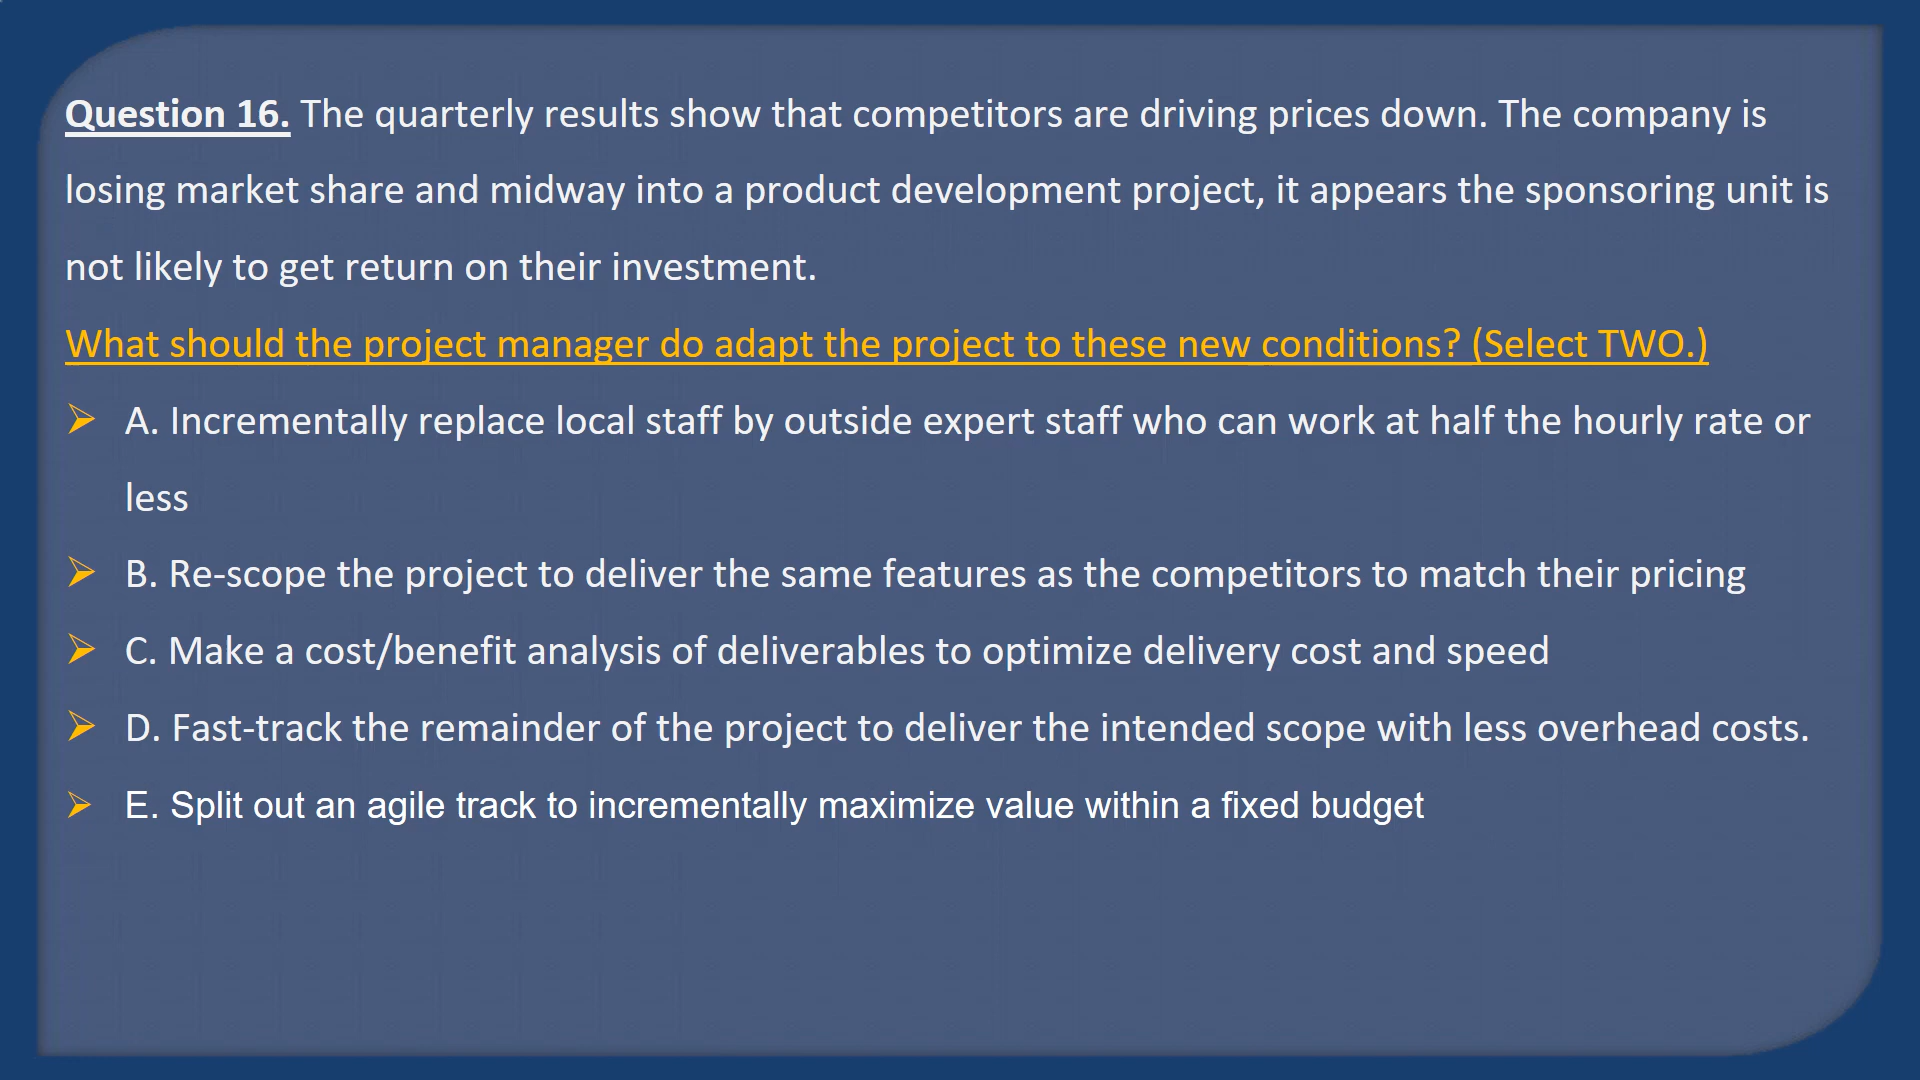 Question 16. The quarterly results show that competitors are driving prices down. The company is
losing market share and midway into a product development project, it appears the sponsoring unit is
not likely to get return on their investment.
What should the project manager do adapt the project to these new conditions? (Select TWO.)
A. Incrementally replace local staff by outside expert staff who can work at half the hourly rate or
less
B. Re-scope the project to deliver the same features as the competitors to match their pricing
C. Make a cost/benefit analysis of deliverables to optimize delivery cost and speed
D. Fast-track the remainder of the project to deliver the intended scope with less overhead costs.
E. Split out an agile track to incrementally maximize value within a fixed budget